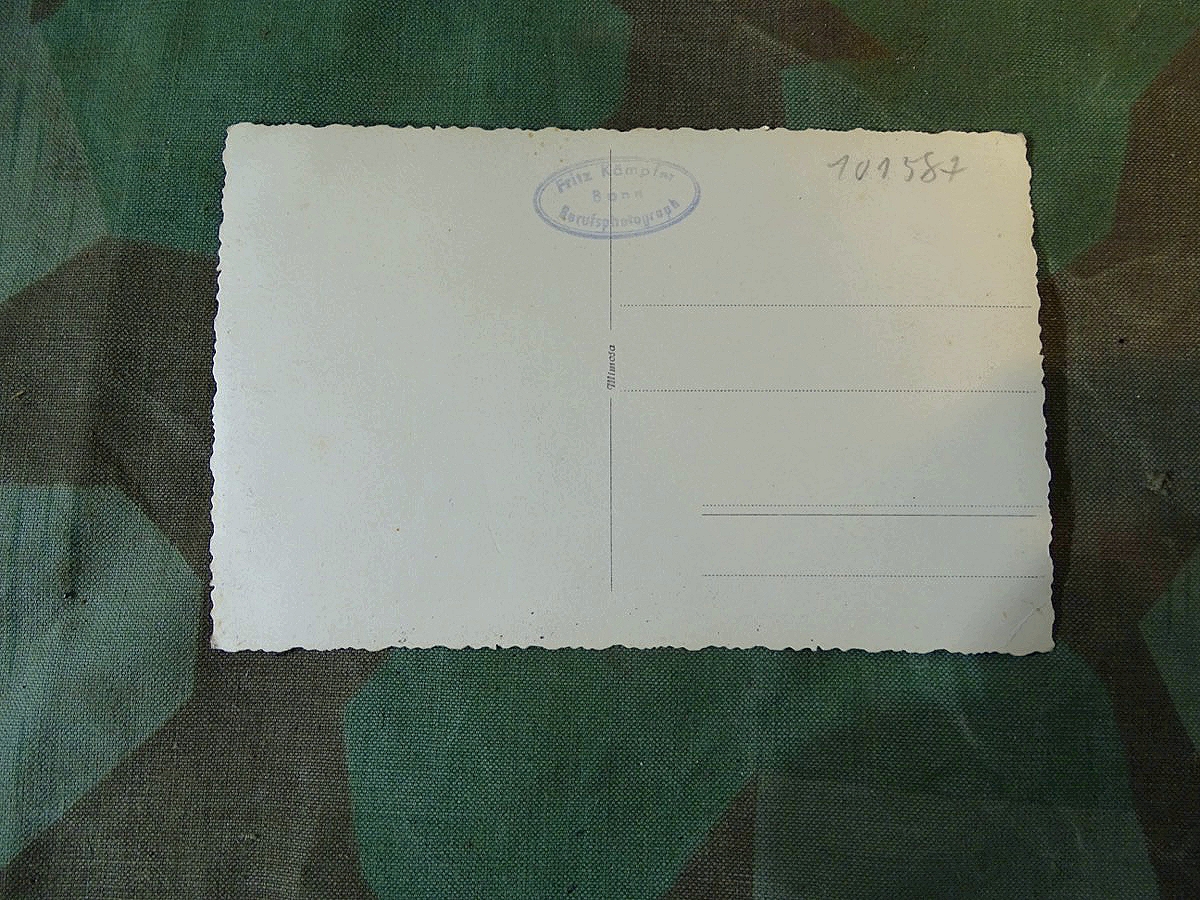 Fritz Kämpfer
Bonn
Berufsphotograph
101587
Mimosa